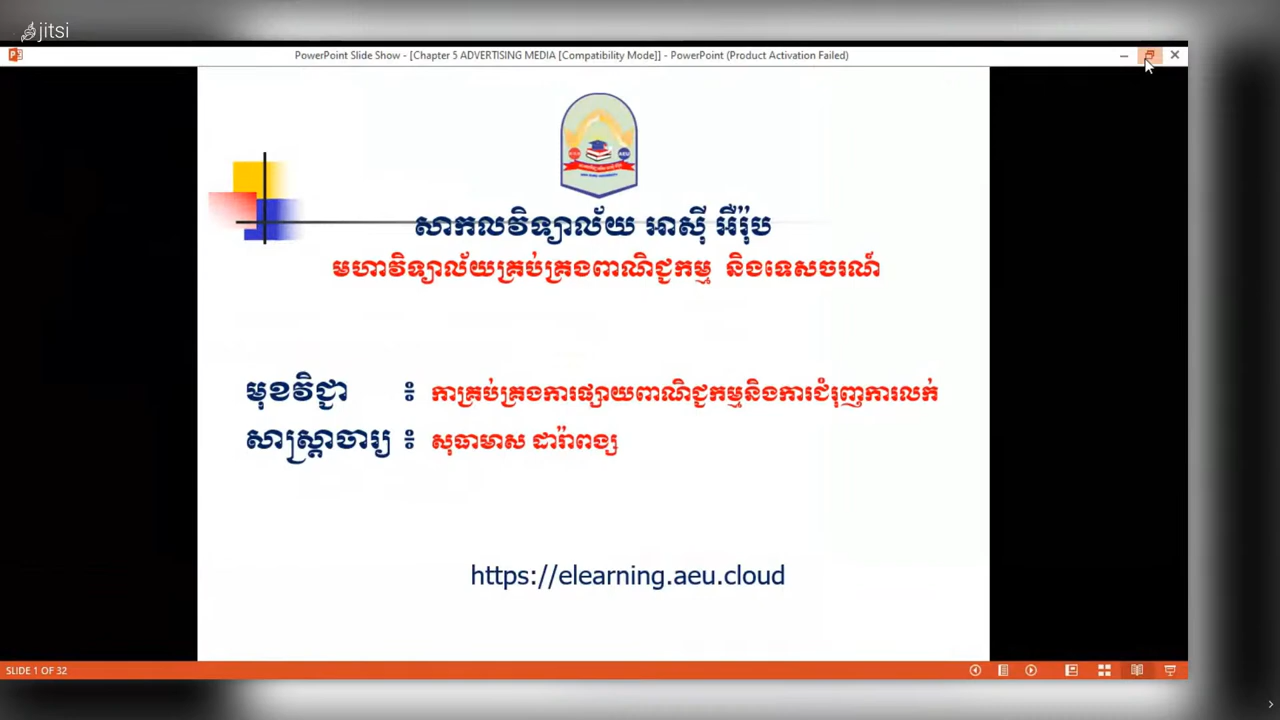 jitsi
PowerPoint Slide Show - [Chapter 5 ADVERTISING MEDIA [Compatibility Mode]] - PowerPoint (Product Activation Failed)
សាកលវិទ្យាល័យ អាស៊ី អឺរ៉ុប
មហាវិទ្យាល័យគ្រប់គ្រងពាណិជ្ជកម្ម និងទេសចរណ៍
មុខវិជ្ជា ៖ ការគ្រប់គ្រងការផ្សាយពាណិជ្ជកម្មនិងការជំរុញការលក់
សាស្ត្រាចារ្យ ៖ សុធាមាស ដារ៉ាពង្ស
https://elearning.aeu.cloud
SLIDE 1 OF 32